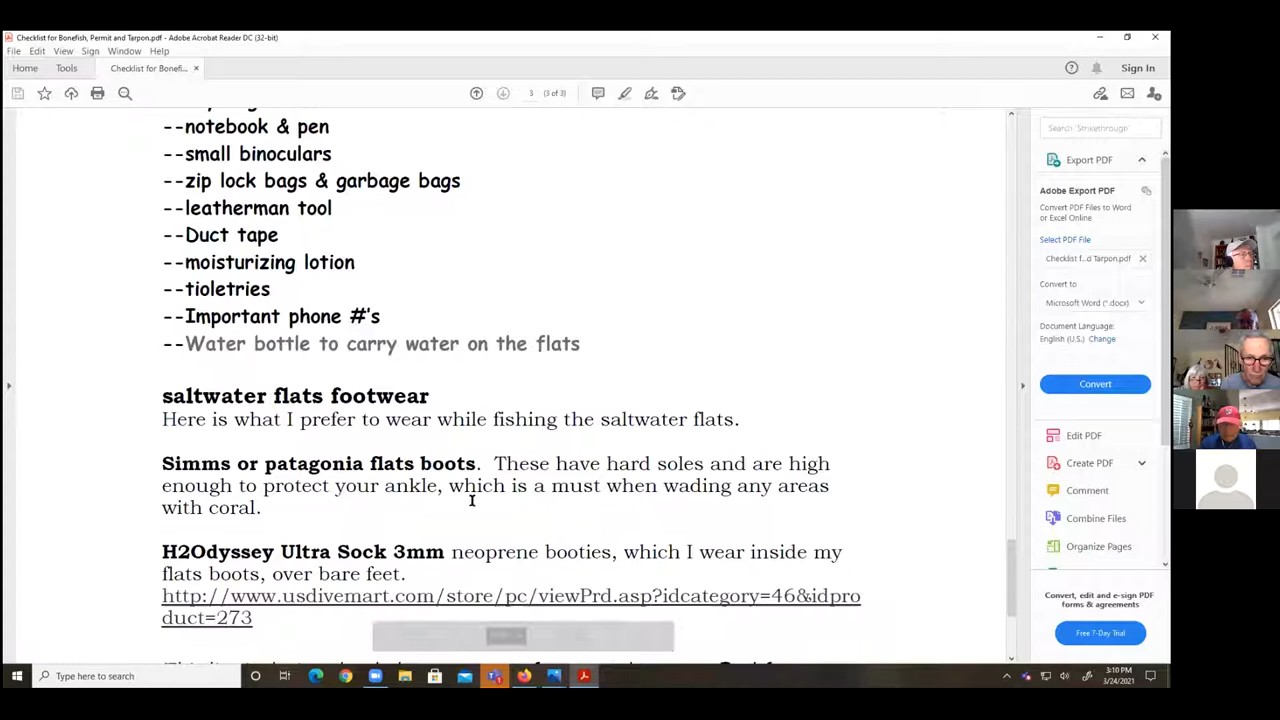 Checklist for Bonefish, Permit and Tarpon.pdf - Adobe Acrobat Reader DC (32-bit)
File Edit View Sign Window Help
Home Tools Checklist for Bonefi... × Sign In
3 (3 of 3)
--notebook & pen
--small binoculars
--zip lock bags & garbage bags
--leatherman tool
--Duct tape
--moisturizing lotion
--tioletries
--Important phone #'s
--Water bottle to carry water on the flats
saltwater flats footwear
Here is what I prefer to wear while fishing the saltwater flats.
Simms or patagonia flats boots. These have hard soles and are high
enough to protect your ankle, which is a must when wading any areas
with coral.
H2Odyssey Ultra Sock 3mm neoprene booties, which I wear inside my
flats boots, over bare feet.
http://www.usdivemart.com/store/pc/viewPrd.asp?idcategory=46&idpro
duct=273
Search 'Strikethrough'
Export PDF
Adobe Export PDF
Convert PDF Files to Word
or Excel Online
Select PDF File
Checklist f...d Tarpon.pdf
Convert to
Microsoft Word (*.docx)
Document Language:
English (U.S.) Change
Convert
Edit PDF
Create PDF
Comment
Combine Files
Organize Pages
Convert, edit and e-sign PDF
forms & agreements
Free 7-Day Trial
Type here to search
3:10 PM
3/24/2021